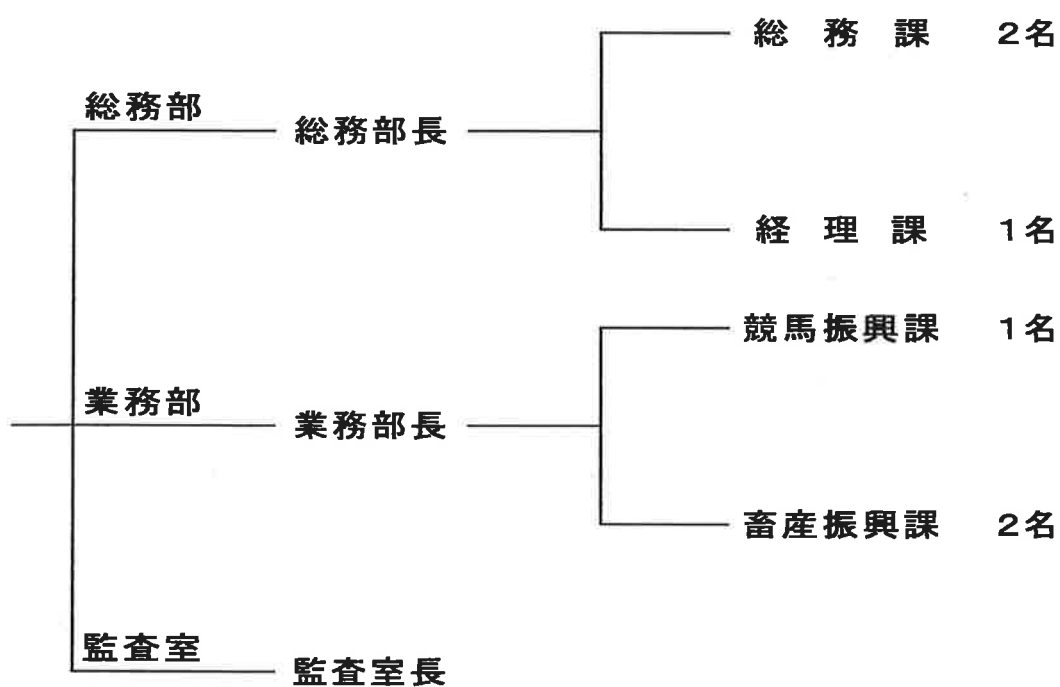 総務課 2名
総務部
総務部長
経理課 1名
競馬振興課 1名
業務部
業務部長
畜産振興課 2名
監査室
監査室長